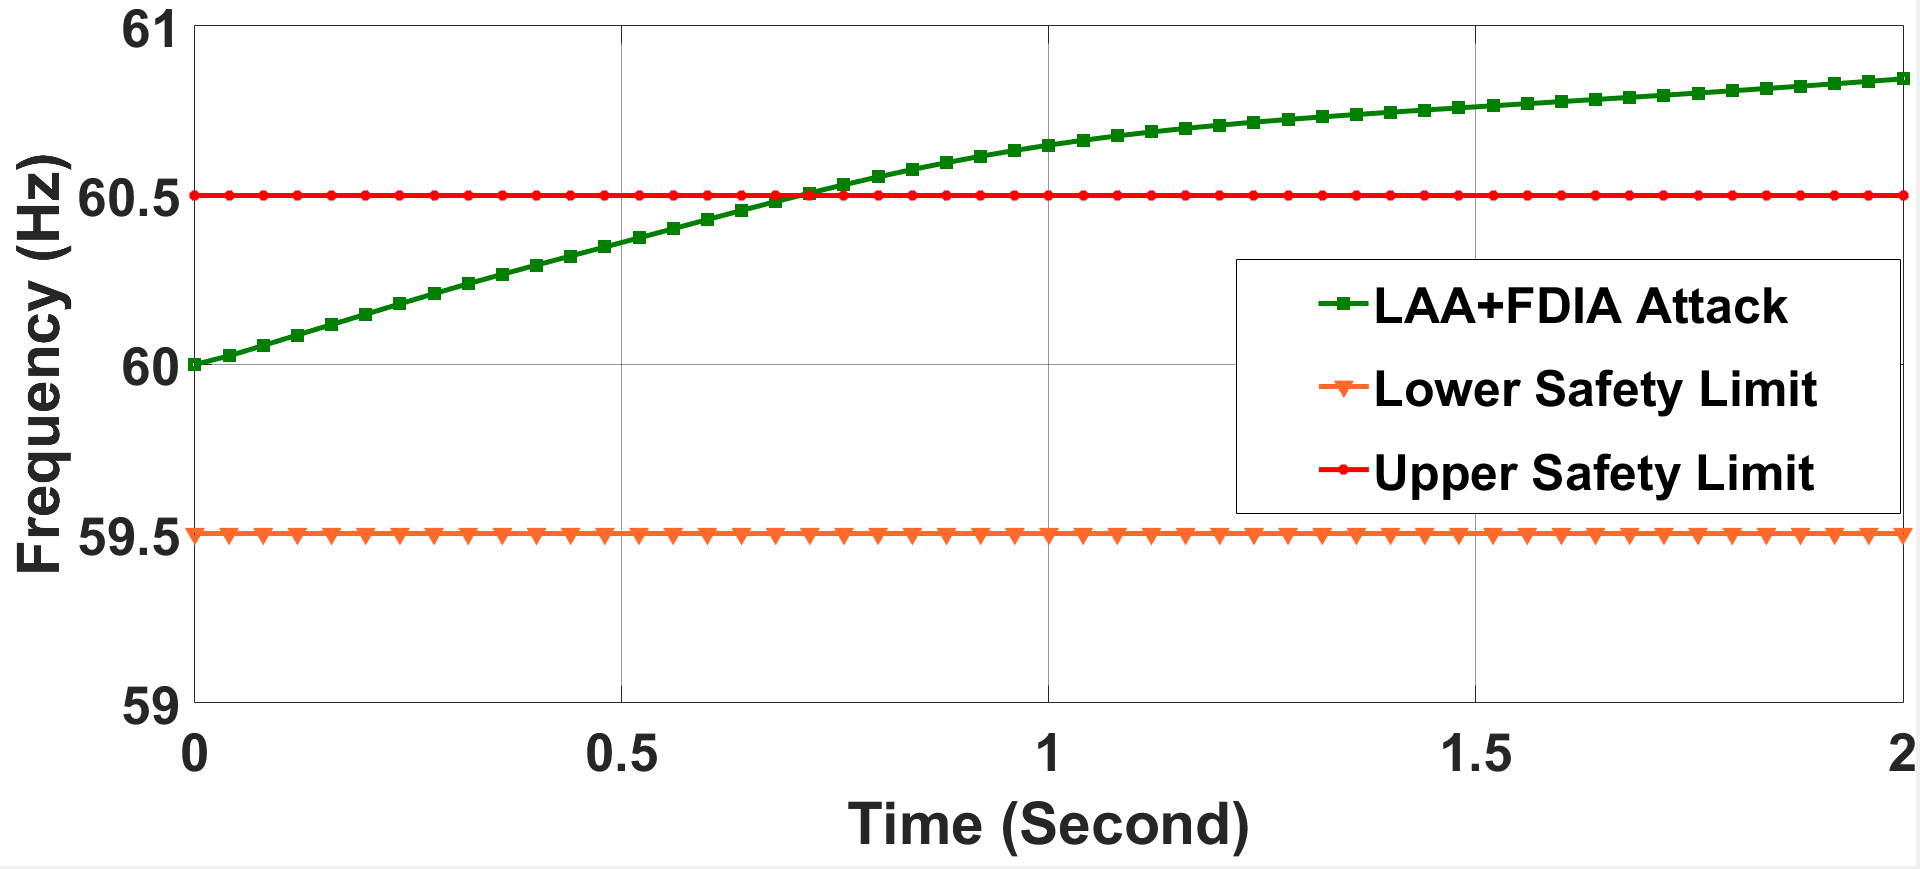 61
60.5
60
59.5
59
Frequency (Hz)
LAA+FDIA Attack
Lower Safety Limit
Upper Safety Limit
0 0.5 1 1.5 2
Time (Second)